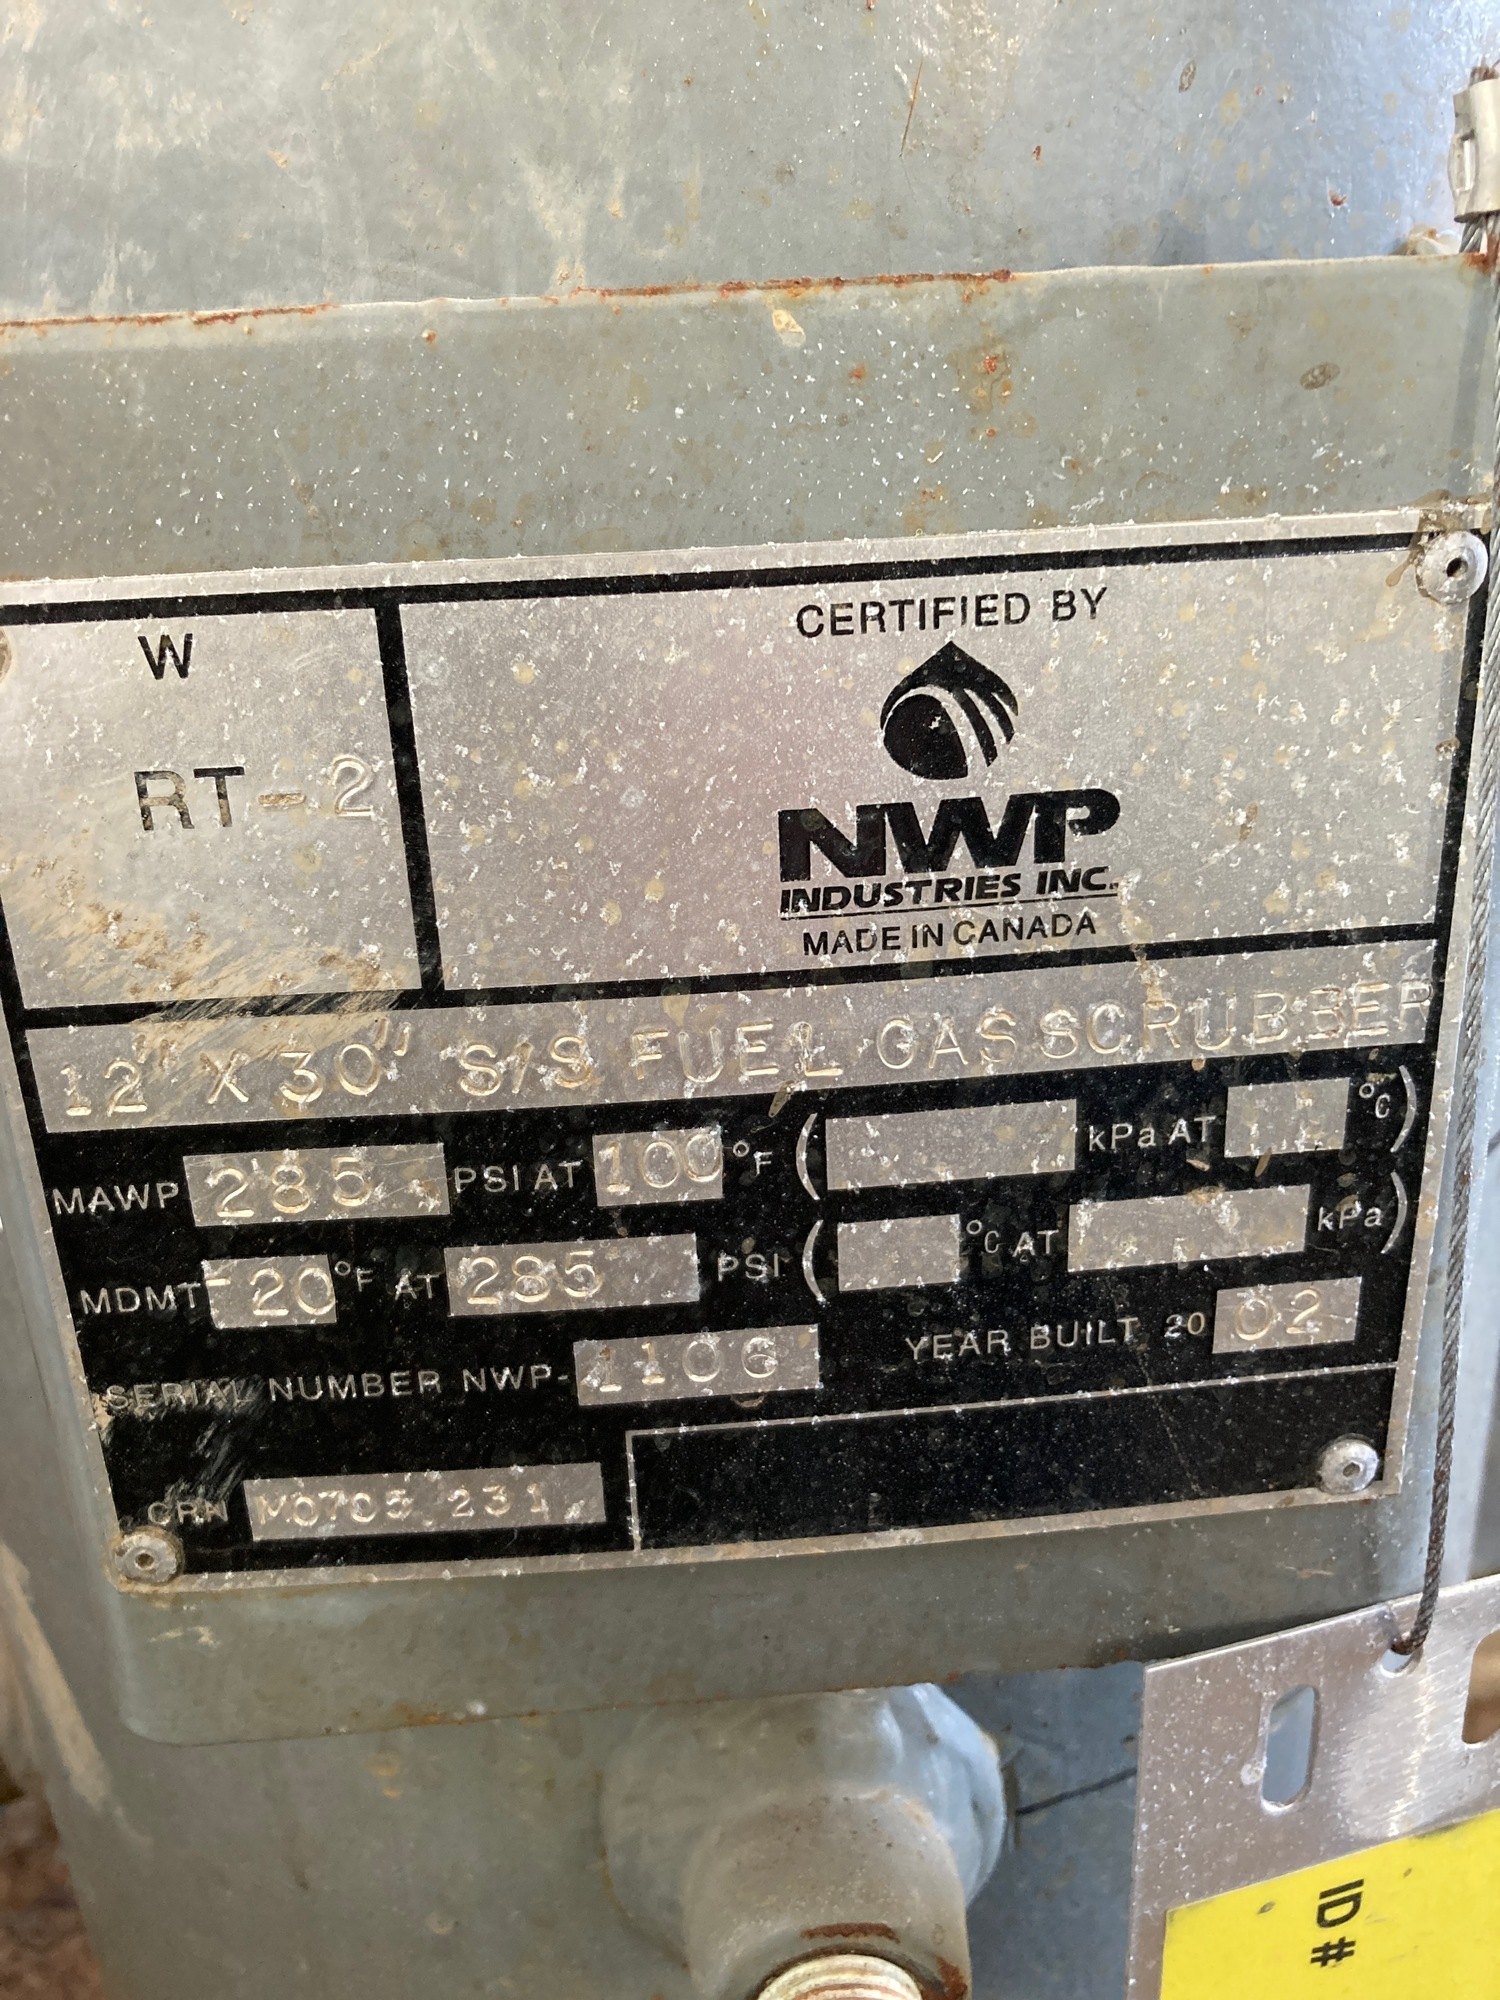 W
RT-2
CERTIFIED BY
NWP
INDUSTRIES INC.
MADE IN CANADA
12" X 30" S/S FUEL GAS SCRUBBER
MAWP 285 PSI AT 100 °F ( kPa AT °C )
MDMT -20 °F AT 285 PSI ( °C AT kPa )
SERIAL NUMBER NWP- 1106 YEAR BUILT 20 02
CRN M0705.231
ID#